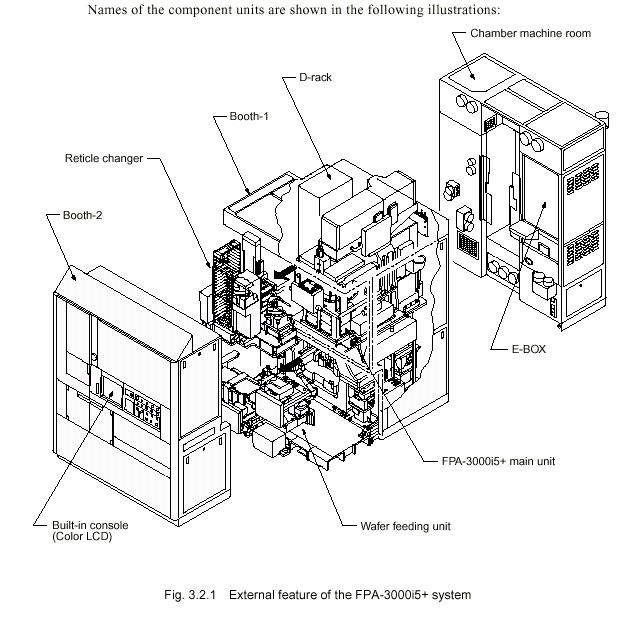 Names of the component units are shown in the following illustrations:
Chamber machine room
D-rack
Booth-1
Reticle changer
Booth-2
E-BOX
FPA-3000i5+ main unit
Built-in console
(Color LCD)
Wafer feeding unit
Fig. 3.2.1 External feature of the FPA-3000i5+ system